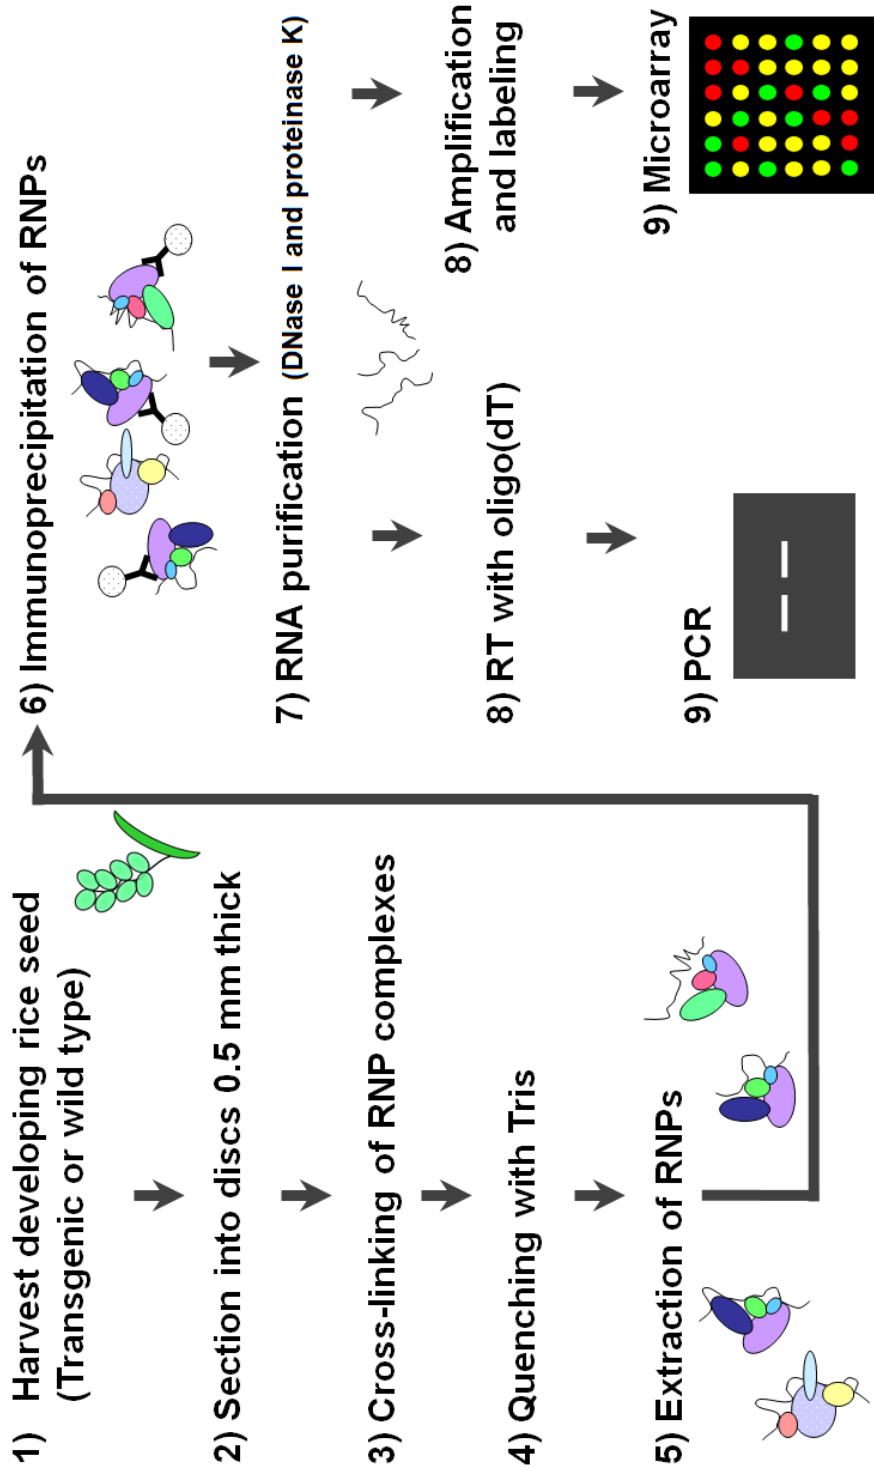 1) Harvest developing rice seed
(Transgenic or wild type)
2) Section into discs 0.5 mm thick
3) Cross-linking of RNP complexes
4) Quenching with Tris
5) Extraction of RNPs
6) Immunoprecipitation of RNPs
7) RNA purification (DNase I and proteinase K)
8) RT with oligo(dT)
9) PCR
8) Amplification
and labeling
9) Microarray